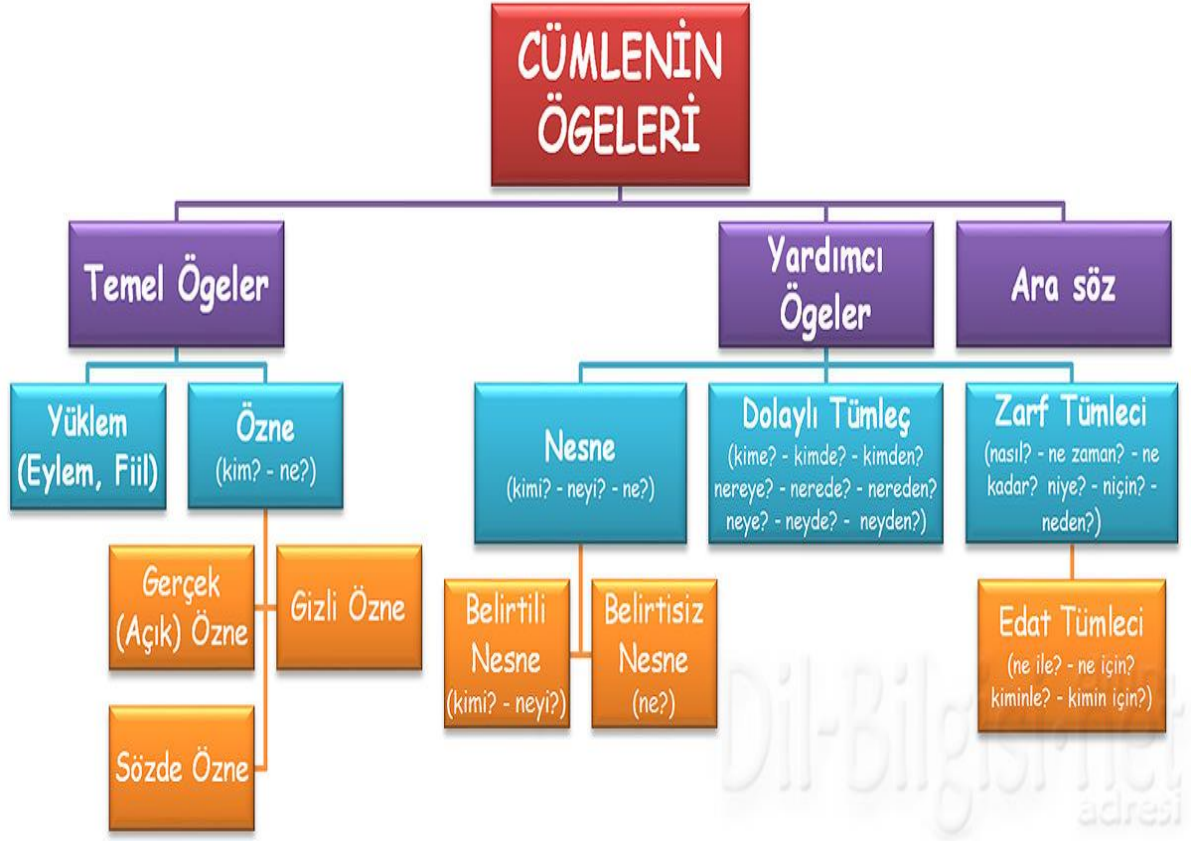 CÜMLENİN
ÖGELERİ
Temel Ögeler
Yardımcı
Ögeler
Ara söz
Yüklem
(Eylem, Fiil)
Özne
(kim? - ne?)
Nesne
(kimi? - neyi? - ne?)
Dolaylı Tümleç
(kime? - kimde? - kimden?
nereye? - nerede? - nereden?
neye? - neyde? - neyden?)
Zarf Tümleci
(nasıl? - ne zaman? - ne
kadar? niye? - niçin? -
neden?)
Gerçek
(Açık) Özne
Gizli Özne
Sözde Özne
Belirtili
Nesne
(kimi? - neyi?)
Belirtisiz
Nesne
(ne?)
Edat Tümleci
(ne ile? - ne için?
kiminle? - kimin için?)
Dil-Bilgisi.net
adresi